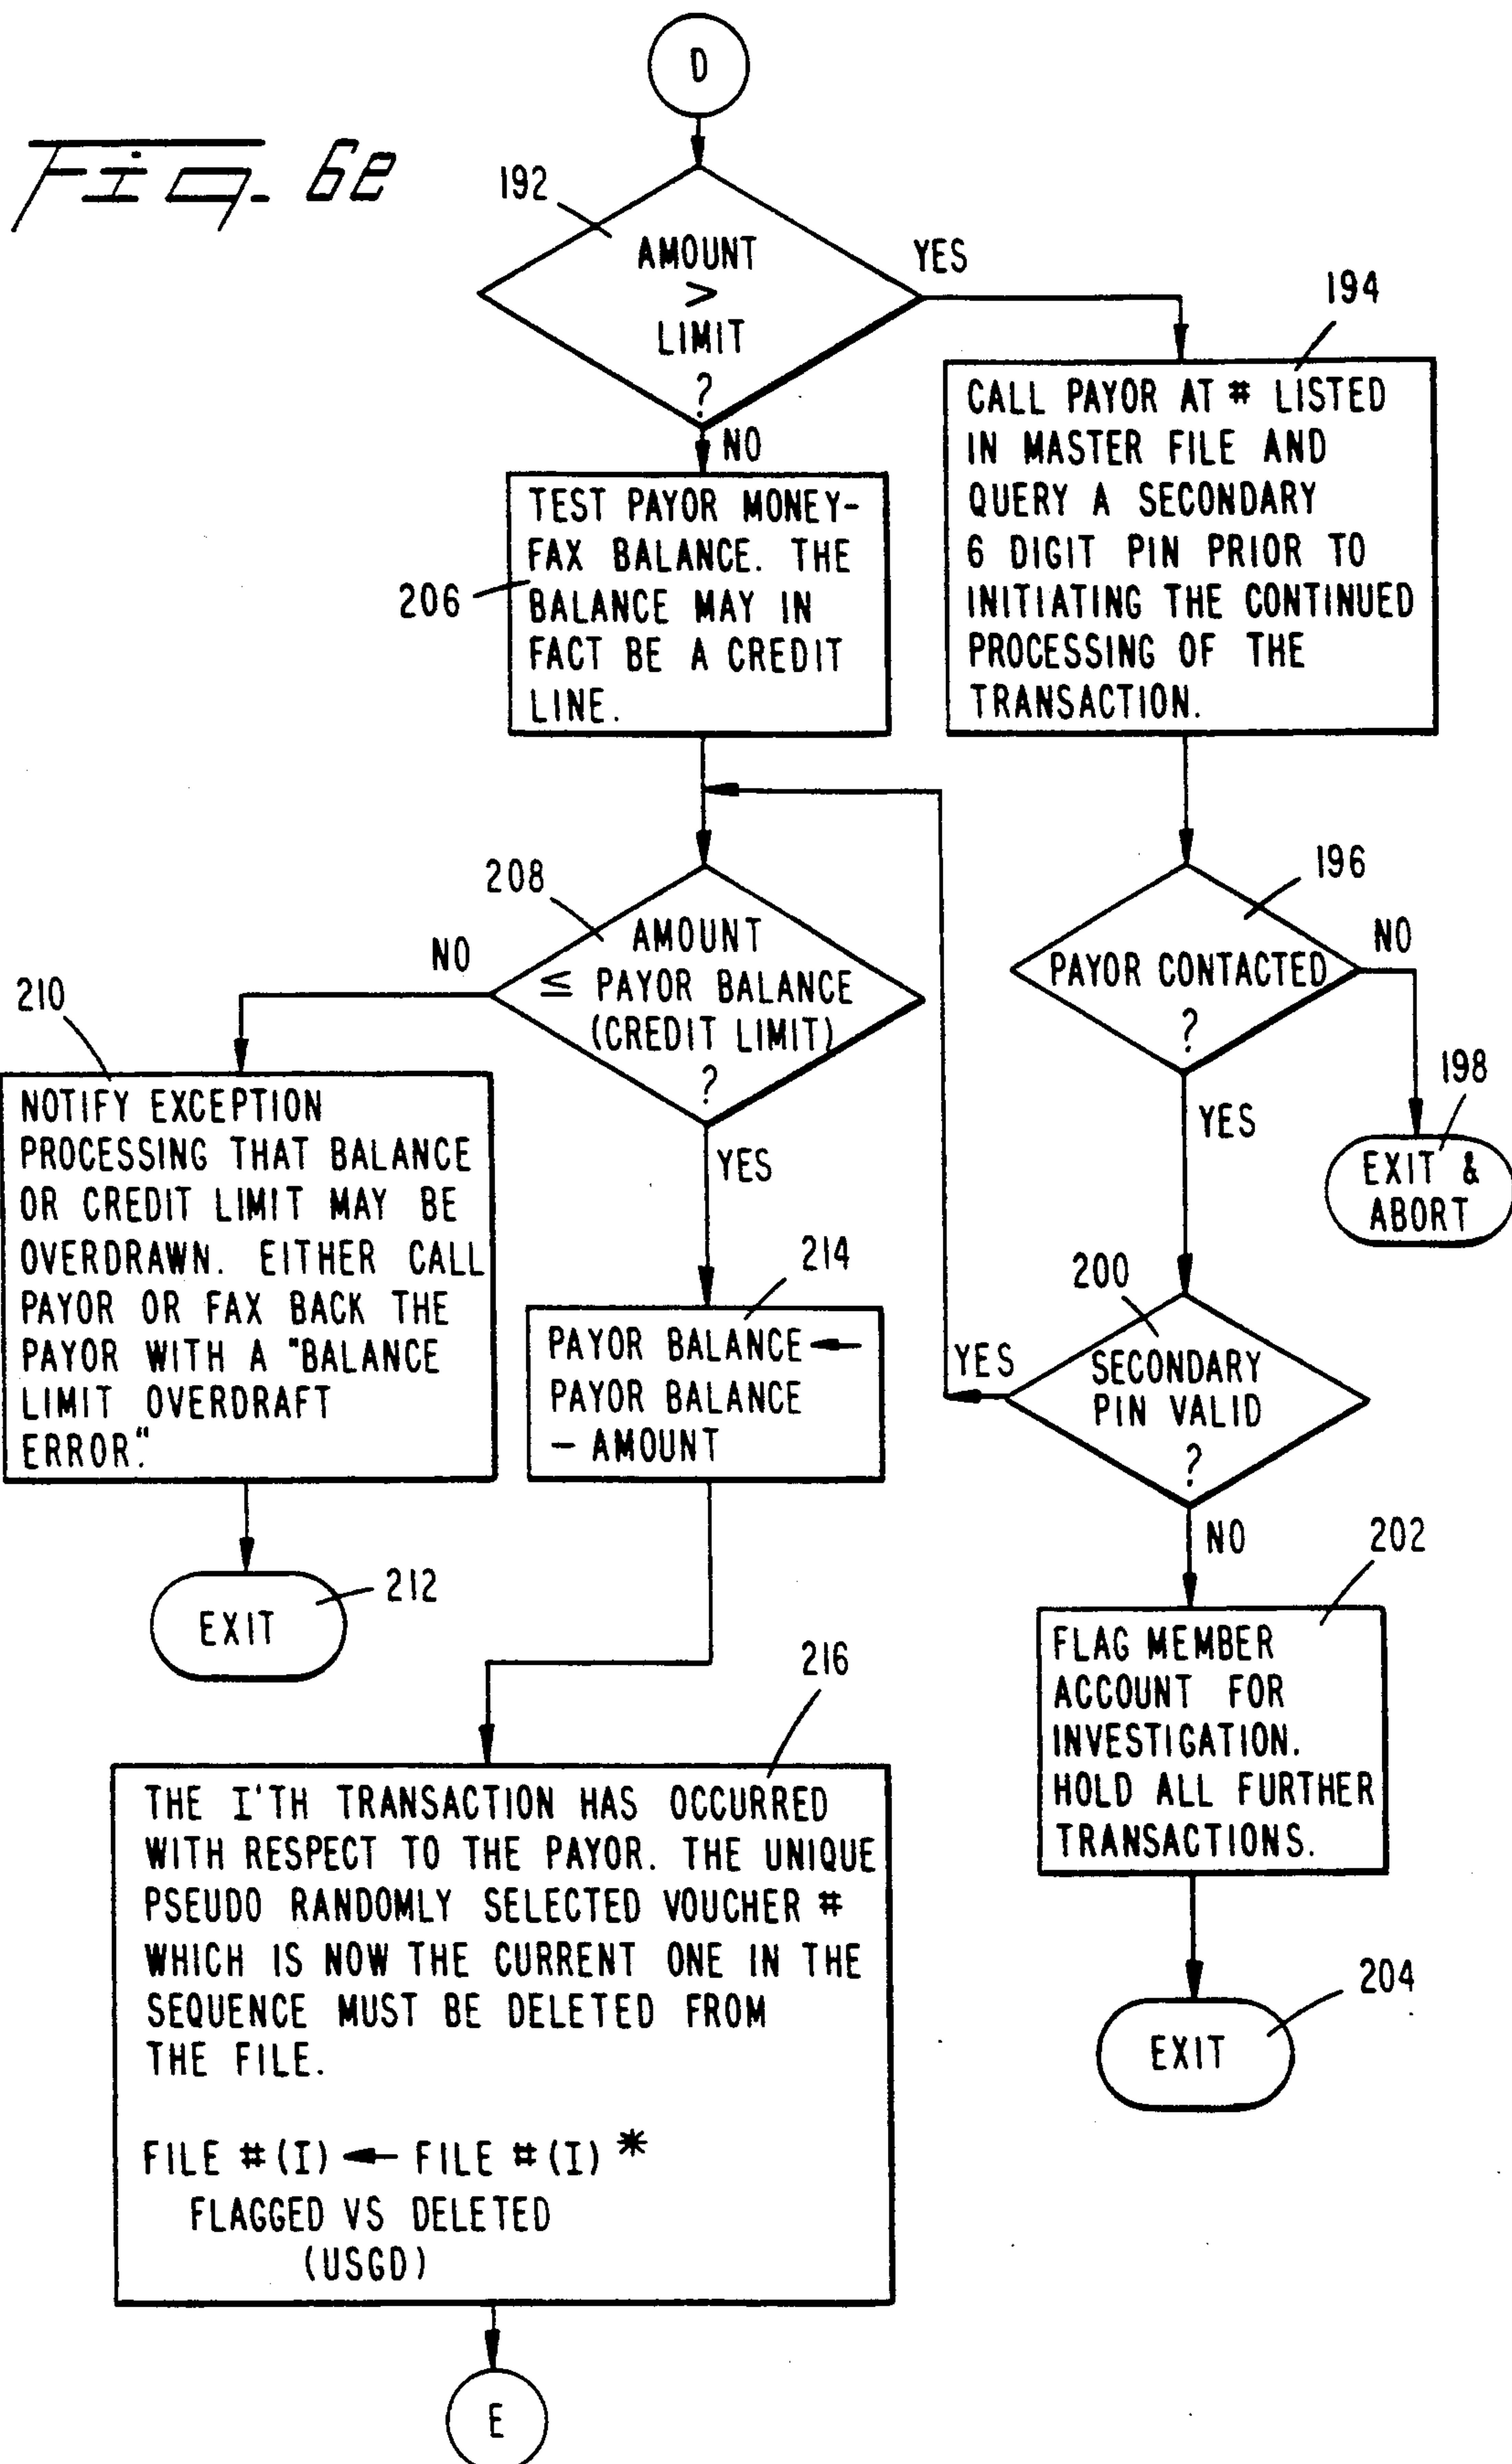 D
Fig. 6e
192
AMOUNT
>
LIMIT
?
YES
NO
194
CALL PAYOR AT # LISTED
IN MASTER FILE AND
QUERY A SECONDARY
6 DIGIT PIN PRIOR TO
INITIATING THE CONTINUED
PROCESSING OF THE
TRANSACTION.
206
TEST PAYOR MONEY-
FAX BALANCE. THE
BALANCE MAY IN
FACT BE A CREDIT
LINE.
208
AMOUNT
≤ PAYOR BALANCE
(CREDIT LIMIT)
?
NO
YES
196
PAYOR CONTACTED
?
NO
YES
198
EXIT &
ABORT
210
NOTIFY EXCEPTION
PROCESSING THAT BALANCE
OR CREDIT LIMIT MAY BE
OVERDRAWN. EITHER CALL
PAYOR OR FAX BACK THE
PAYOR WITH A "BALANCE
LIMIT OVERDRAFT
ERROR."
212
EXIT
214
PAYOR BALANCE ←
PAYOR BALANCE
- AMOUNT
200
SECONDARY
PIN VALID
?
YES
NO
202
FLAG MEMBER
ACCOUNT FOR
INVESTIGATION.
HOLD ALL FURTHER
TRANSACTIONS.
204
EXIT
216
THE I'TH TRANSACTION HAS OCCURRED
WITH RESPECT TO THE PAYOR. THE UNIQUE
PSEUDO RANDOMLY SELECTED VOUCHER #
WHICH IS NOW THE CURRENT ONE IN THE
SEQUENCE MUST BE DELETED FROM
THE FILE.
FILE #(I) ← FILE #(I) *
FLAGGED VS DELETED
(USGD)
E